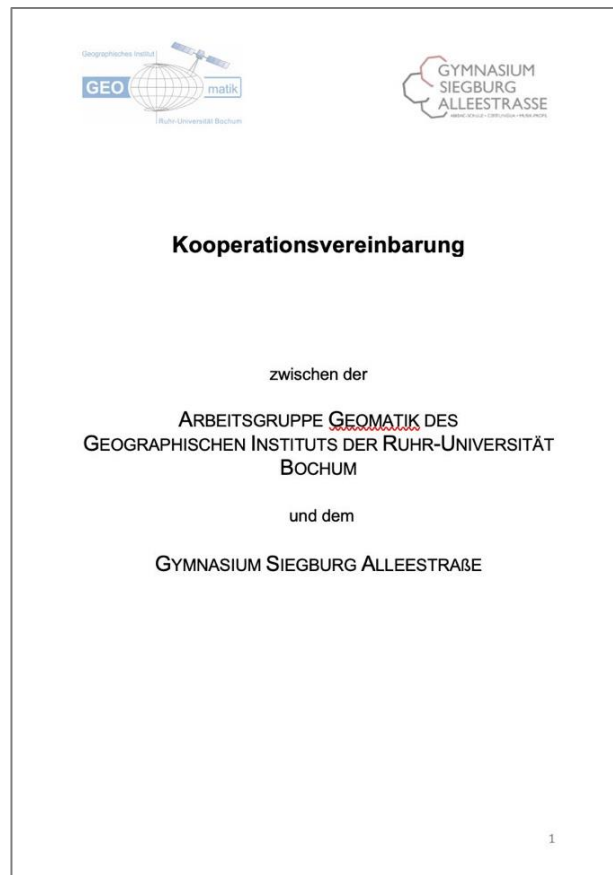 Geographisches Institut
GEO matik
Ruhr-Universität Bochum
GYMNASIUM
SIEGBURG
ALLEESTRASSE
Kooperationsvereinbarung
zwischen der
ARBEITSGRUPPE GEOMATIK DES
GEOGRAPHISCHEN INSTITUTS DER RUHR-UNIVERSITÄT
BOCHUM
und dem
GYMNASIUM SIEGBURG ALLEESTRAßE
1